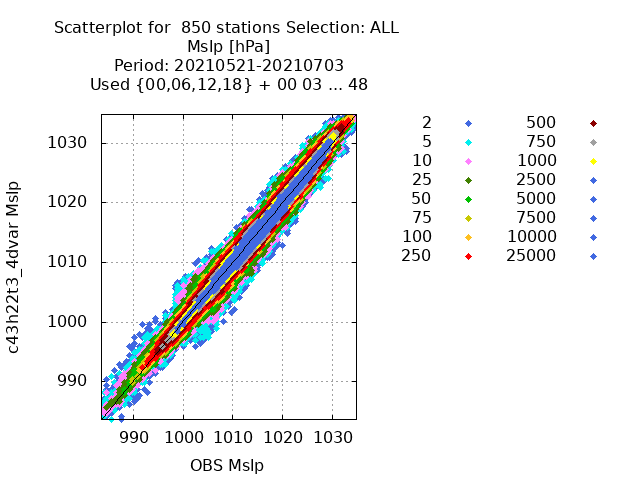 Scatterplot for  850 stations Selection: ALL
Mslp [hPa]
Period: 20210521-20210703
Used {00,06,12,18} + 00 03 ... 48
c43h22t3_4dvar Mslp
1030
1020
1010
1000
990
990 1000 1010 1020 1030
OBS Mslp
2 500
5 750
10 1000
25 2500
50 5000
75 7500
100 10000
250 25000